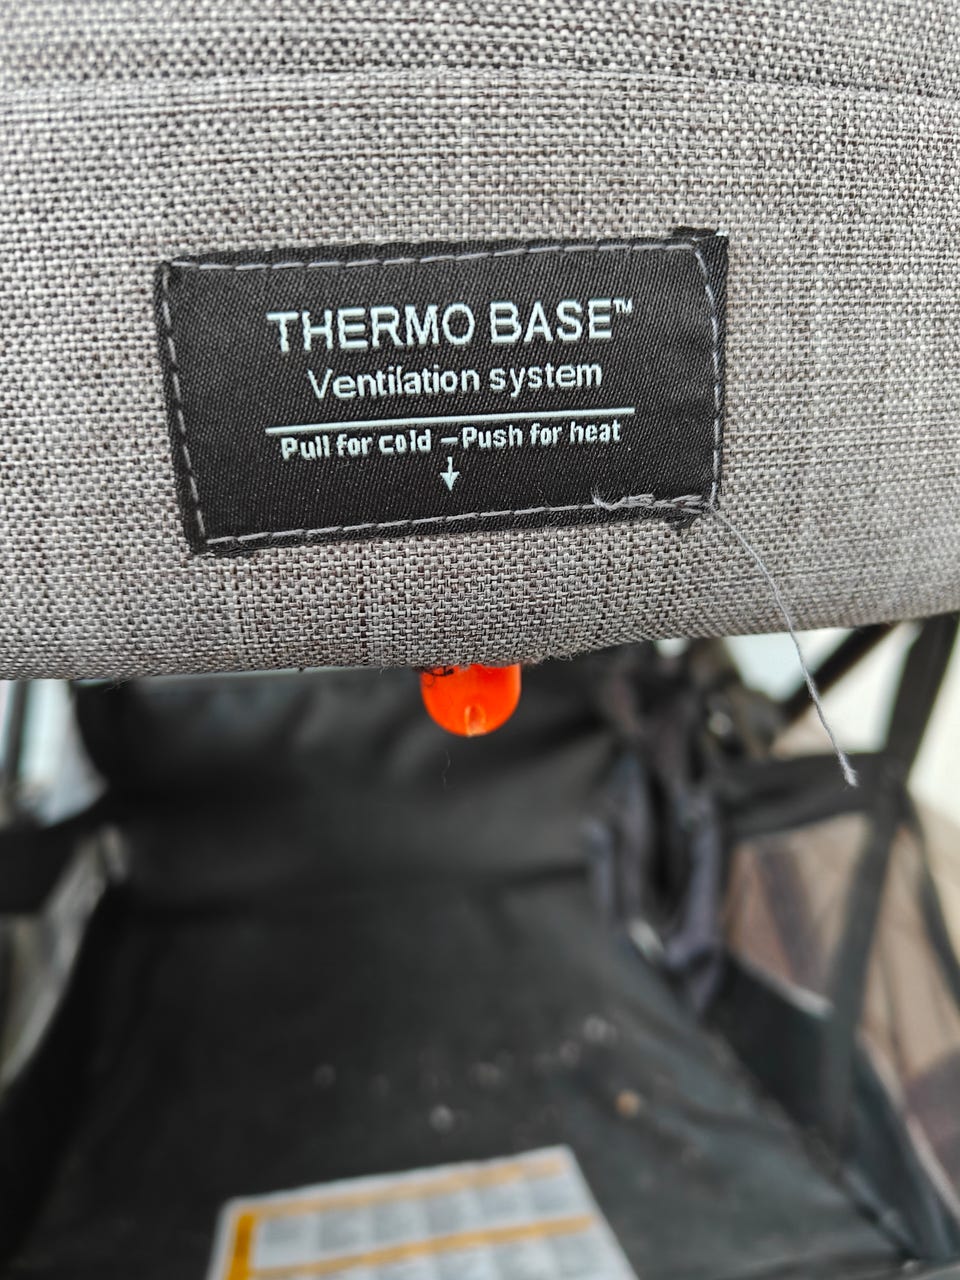 THERMO BASE™
Ventilation system
Pull for cold - Push for heat